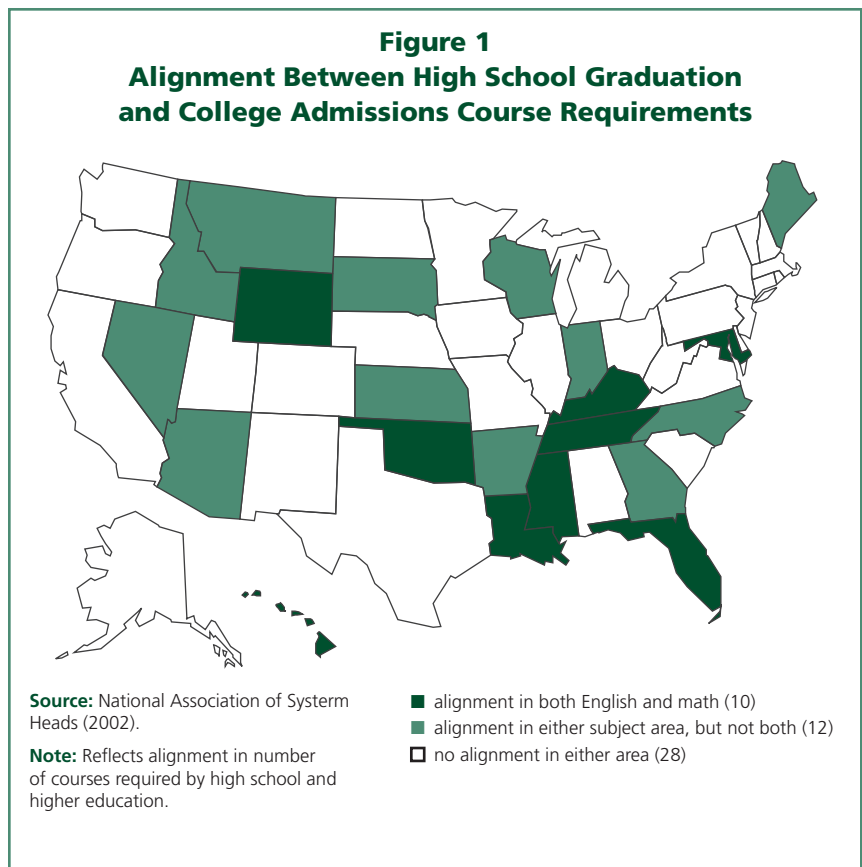 Figure 1
Alignment Between High School Graduation
and College Admissions Course Requirements
Source: National Association of Systerm
Heads (2002).
Note: Reflects alignment in number
of courses required by high school and
higher education.
alignment in both English and math (10)
alignment in either subject area, but not both (12)
no alignment in either area (28)